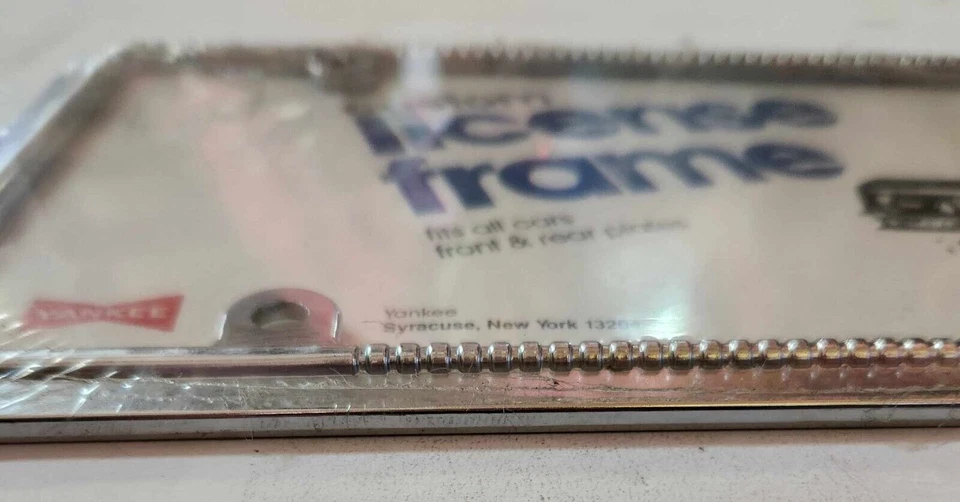 license
frame
fits all cars
front & rear plates
YANKEE
Yankee
Syracuse, New York